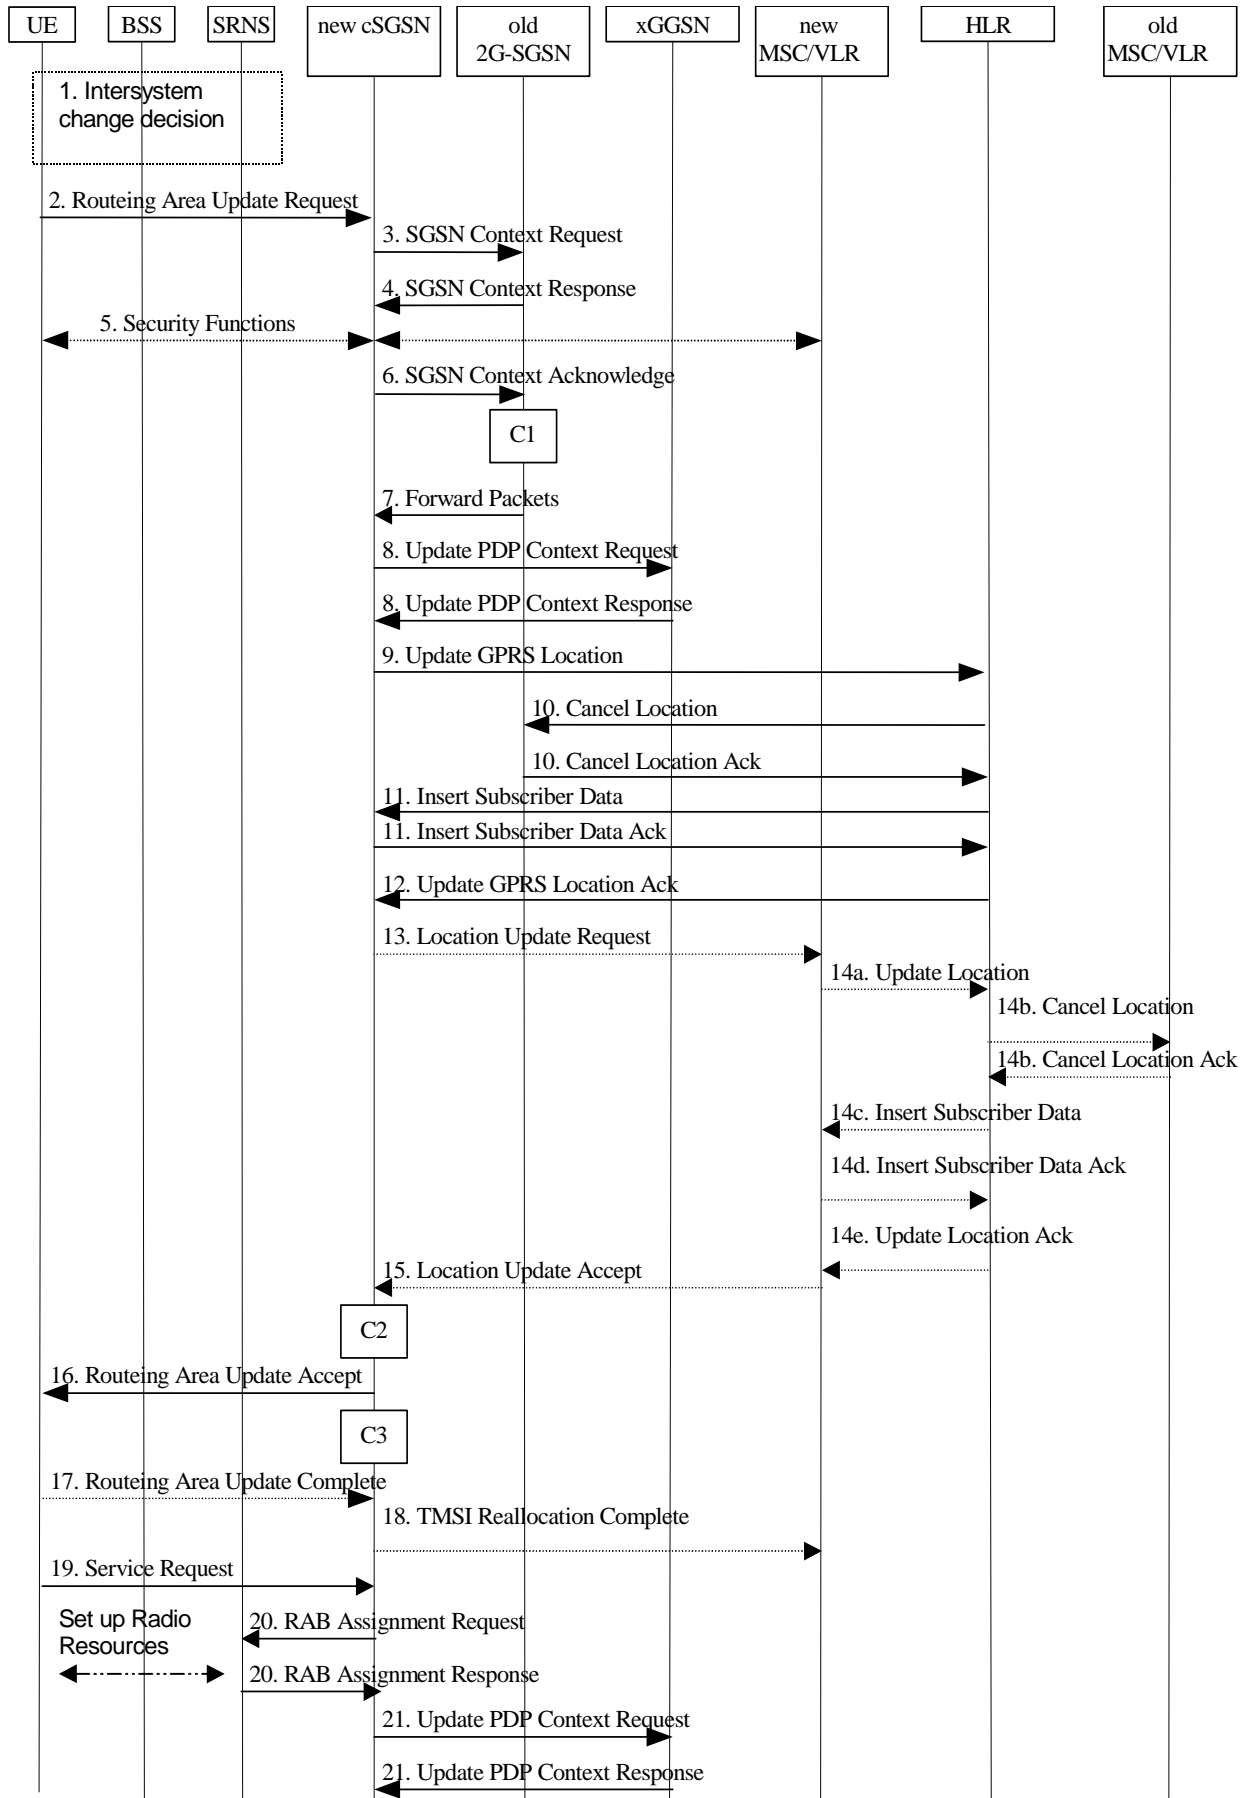 UE
BSS
SRNS
new cSGSN
old
2G-SGSN
xGGSN
new
MSC/VLR
HLR
old
MSC/VLR
1. Intersystem
change decision
2. Routeing Area Update Request
3. SGSN Context Request
4. SGSN Context Response
5. Security Functions
6. SGSN Context Acknowledge
C1
7. Forward Packets
8. Update PDP Context Request
8. Update PDP Context Response
9. Update GPRS Location
10. Cancel Location
10. Cancel Location Ack
11. Insert Subscriber Data
11. Insert Subscriber Data Ack
12. Update GPRS Location Ack
13. Location Update Request
14a. Update Location
14b. Cancel Location
14b. Cancel Location Ack
14c. Insert Subscriber Data
14d. Insert Subscriber Data Ack
14e. Update Location Ack
15. Location Update Accept
C2
16. Routeing Area Update Accept
C3
17. Routeing Area Update Complete
18. TMSI Reallocation Complete
19. Service Request
Set up Radio
Resources
20. RAB Assignment Request
20. RAB Assignment Response
21. Update PDP Context Request
21. Update PDP Context Response